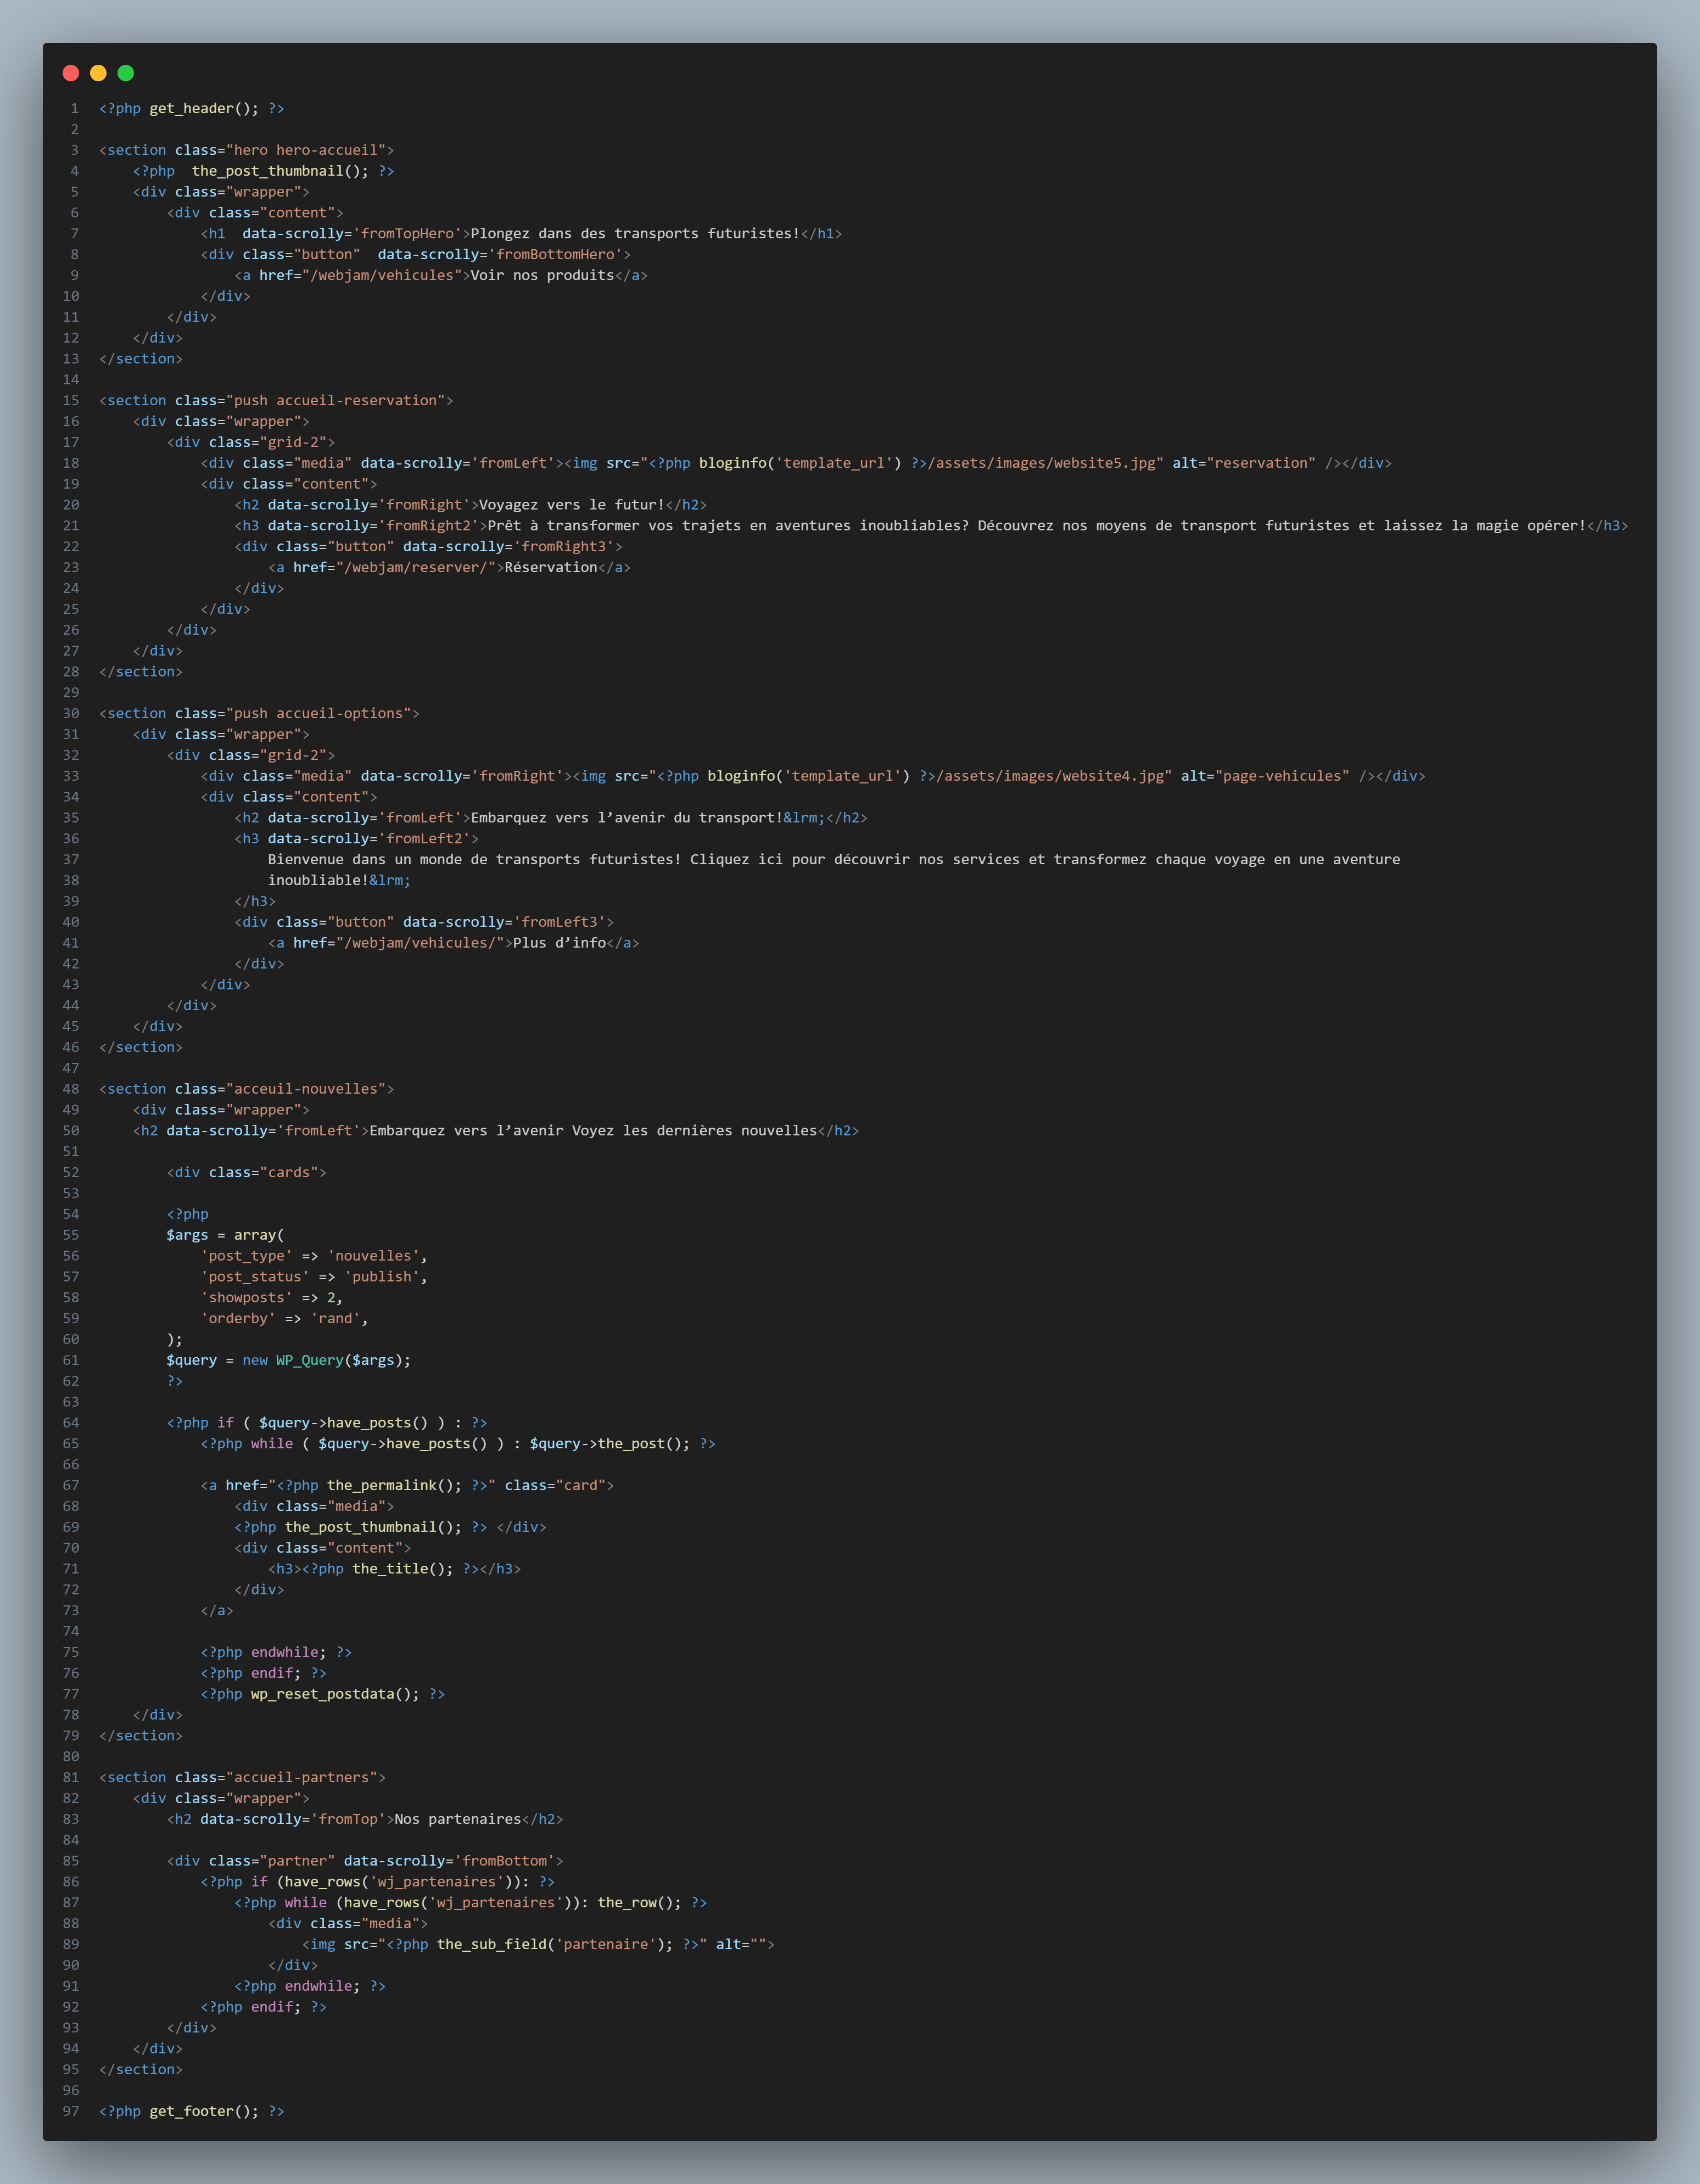 1 <?php get_header(); ?>
2
3 <section class="hero hero-accueil">
4     <?php  the_post_thumbnail(); ?>
5     <div class="wrapper">
6         <div class="content">
7             <h1  data-scrolly='fromTopHero'>Plongez dans des transports futuristes!</h1>
8             <div class="button"  data-scrolly='fromBottomHero'>
9                 <a href="/webjam/vehicules">Voir nos produits</a>
10             </div>
11         </div>
12     </div>
13 </section>
14
15 <section class="push accueil-reservation">
16     <div class="wrapper">
17         <div class="grid-2">
18             <div class="media" data-scrolly='fromLeft'><img src="<?php bloginfo('template_url') ?>/assets/images/website5.jpg" alt="reservation" /></div>
19             <div class="content">
20                 <h2 data-scrolly='fromRight'>Voyagez vers le futur!</h2>
21                 <h3 data-scrolly='fromRight2'>Prêt à transformer vos trajets en aventures inoubliables? Découvrez nos moyens de transport futuristes et laissez la magie opérer!</h3>
22                 <div class="button" data-scrolly='fromRight3'>
23                     <a href="/webjam/reserver/">Réservation</a>
24                 </div>
25             </div>
26         </div>
27     </div>
28 </section>
29
30 <section class="push accueil-options">
31     <div class="wrapper">
32         <div class="grid-2">
33             <div class="media" data-scrolly='fromRight'><img src="<?php bloginfo('template_url') ?>/assets/images/website4.jpg" alt="page-vehicules" /></div>
34             <div class="content">
35                 <h2 data-scrolly='fromLeft'>Embarquez vers l’avenir du transport!&lrm;</h2>
36                 <h3 data-scrolly='fromLeft2'>
37                     Bienvenue dans un monde de transports futuristes! Cliquez ici pour découvrir nos services et transformez chaque voyage en une aventure
38                     inoubliable!&lrm;
39                 </h3>
40                 <div class="button" data-scrolly='fromLeft3'>
41                     <a href="/webjam/vehicules/">Plus d’info</a>
42                 </div>
43             </div>
44         </div>
45     </div>
46 </section>
47
48 <section class="acceuil-nouvelles">
49     <div class="wrapper">
50     <h2 data-scrolly='fromLeft'>Embarquez vers l’avenir Voyez les dernières nouvelles</h2>
51
52         <div class="cards">
53
54         <?php
55         $args = array(
56             'post_type' => 'nouvelles',
57             'post_status' => 'publish',
58             'showposts' => 2,
59             'orderby' => 'rand',
60         );
61         $query = new WP_Query($args);
62         ?>
63
64         <?php if ( $query->have_posts() ) : ?>
65             <?php while ( $query->have_posts() ) : $query->the_post(); ?>
66
67             <a href="<?php the_permalink(); ?>" class="card">
68                 <div class="media">
69                 <?php the_post_thumbnail(); ?> </div>
70                 <div class="content">
71                     <h3><?php the_title(); ?></h3>
72                 </div>
73             </a>
74
75             <?php endwhile; ?>
76             <?php endif; ?>
77             <?php wp_reset_postdata(); ?>
78     </div>
79 </section>
80
81 <section class="accueil-partners">
82     <div class="wrapper">
83         <h2 data-scrolly='fromTop'>Nos partenaires</h2>
84
85         <div class="partner" data-scrolly='fromBottom'>
86             <?php if (have_rows('wj_partenaires')): ?>
87                 <?php while (have_rows('wj_partenaires')): the_row(); ?>
88                     <div class="media">
89                         <img src="<?php the_sub_field('partenaire'); ?>" alt="">
90                     </div>
91                 <?php endwhile; ?>
92             <?php endif; ?>
93         </div>
94     </div>
95 </section>
96
97 <?php get_footer(); ?>